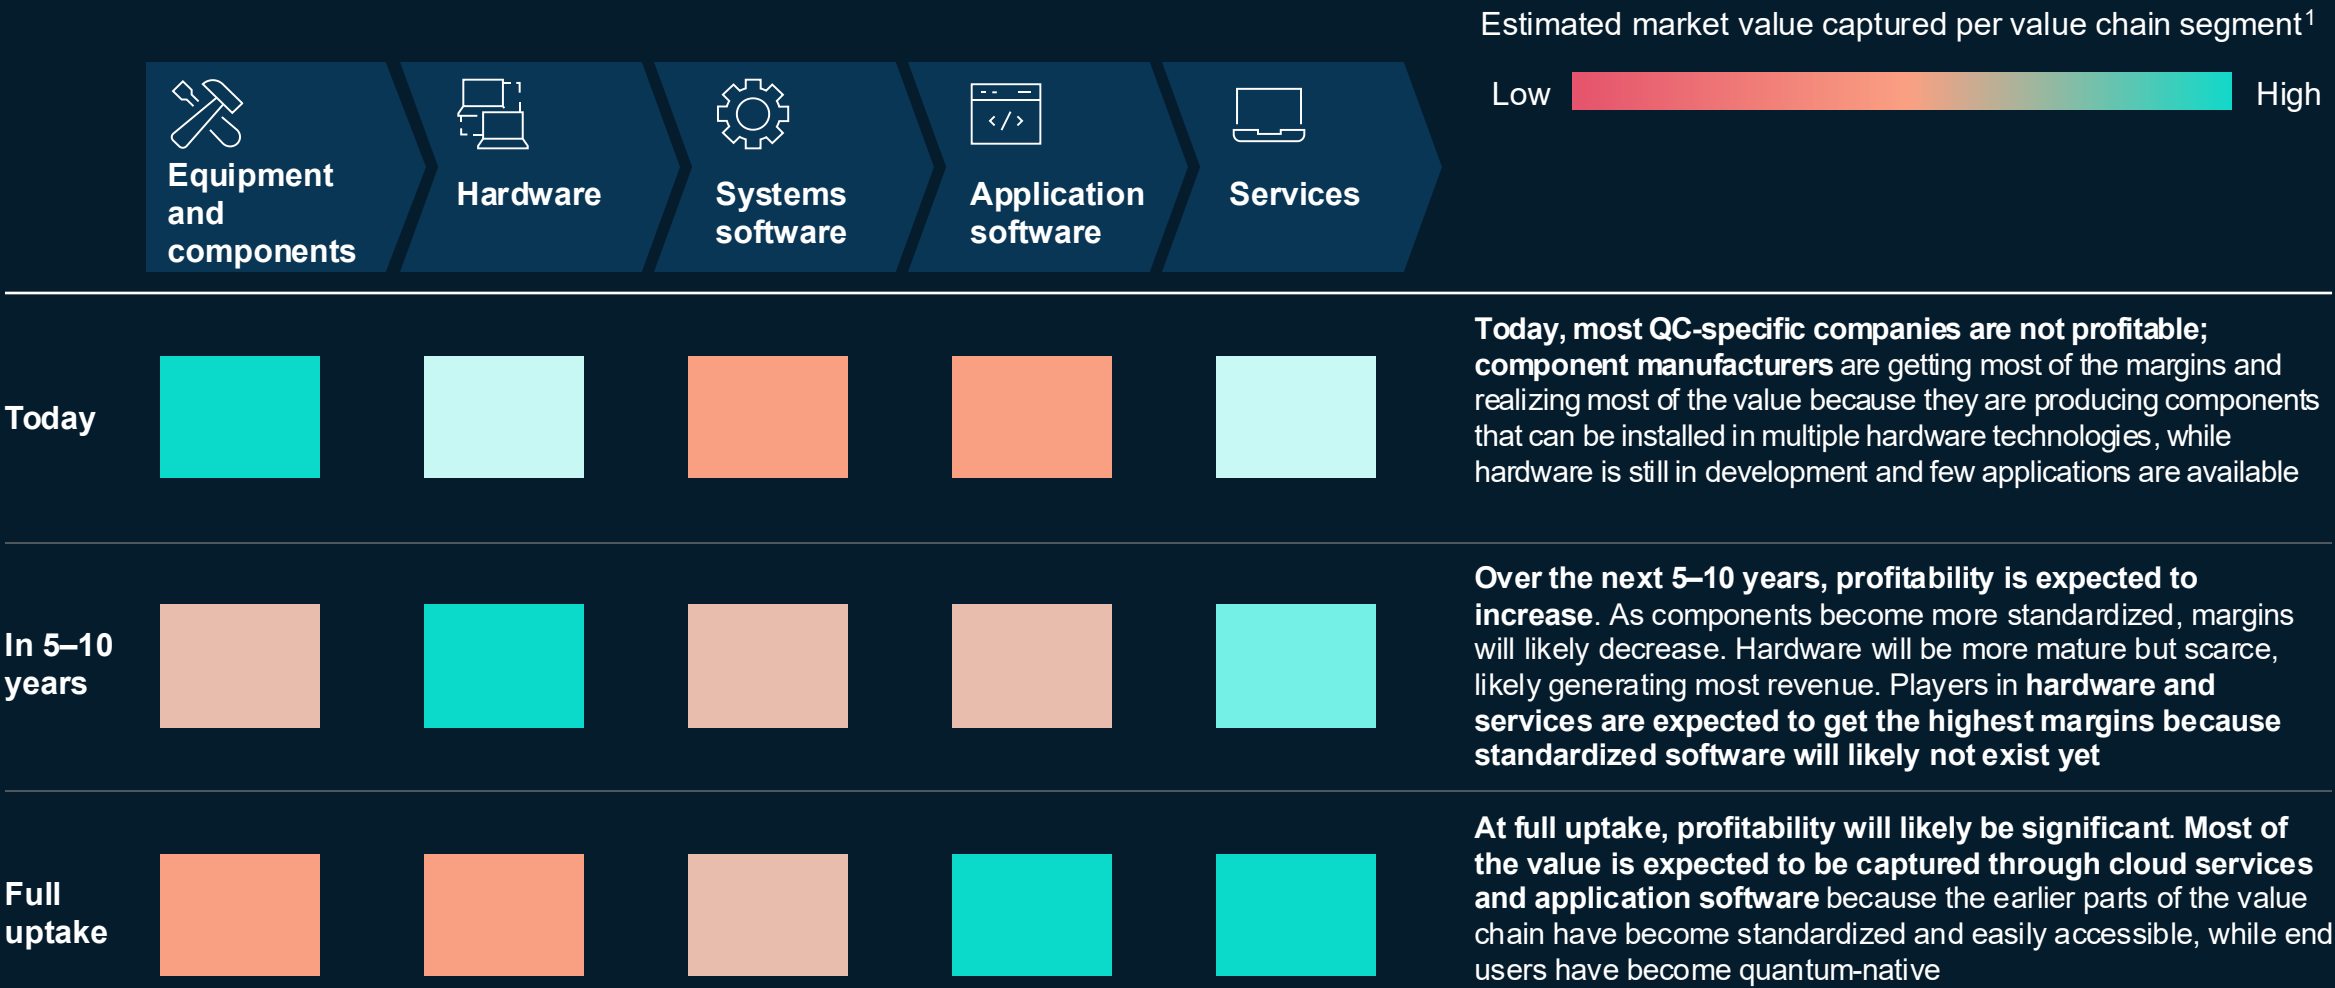 Estimated market value captured per value chain segment1
Low
High
Equipment
and
components
Hardware
Systems
software
Application
software
</>
Services
Today
Today, most QC-specific companies are not profitable;
component manufacturers are getting most of the margins and
realizing most of the value because they are producing components
that can be installed in multiple hardware technologies, while
hardware is still in development and few applications are available
In 5–10
years
Over the next 5–10 years, profitability is expected to
increase. As components become more standardized, margins
will likely decrease. Hardware will be more mature but scarce,
likely generating most revenue. Players in hardware and
services are expected to get the highest margins because
standardized software will likely not exist yet
Full
uptake
At full uptake, profitability will likely be significant. Most of
the value is expected to be captured through cloud services
and application software because the earlier parts of the value
chain have become standardized and easily accessible, while end
users have become quantum-native